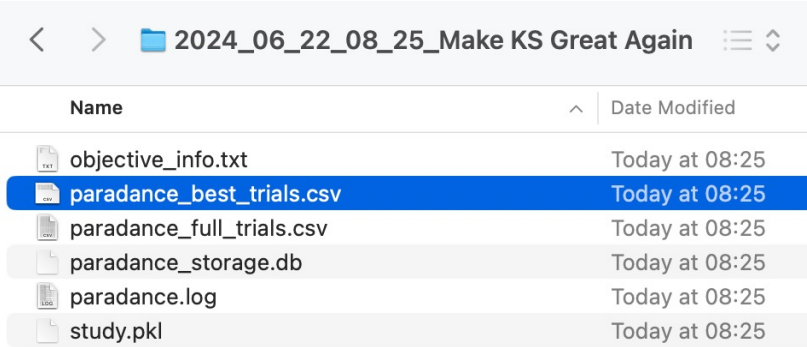 2024_06_22_08_25_Make KS Great Again
Name Date Modified
objective_info.txt Today at 08:25
paradance_best_trials.csv Today at 08:25
paradance_full_trials.csv Today at 08:25
paradance_storage.db Today at 08:25
paradance.log Today at 08:25
study.pkl Today at 08:25